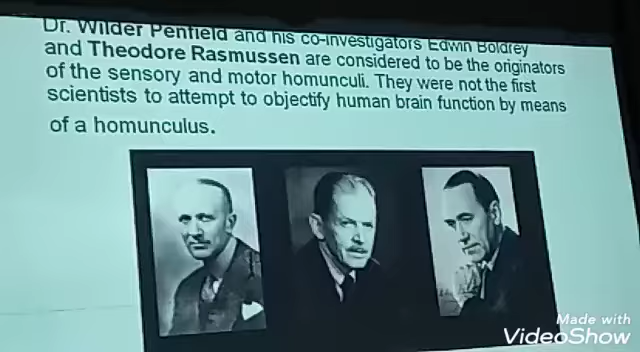 Dr. Wilder Penfield and his co-investigators Edwin Boldrey
and Theodore Rasmussen are considered to be the originators
of the sensory and motor homunculi. They were not the first
scientists to attempt to objectify human brain function by means
of a homunculus.
Made with
VideoShow